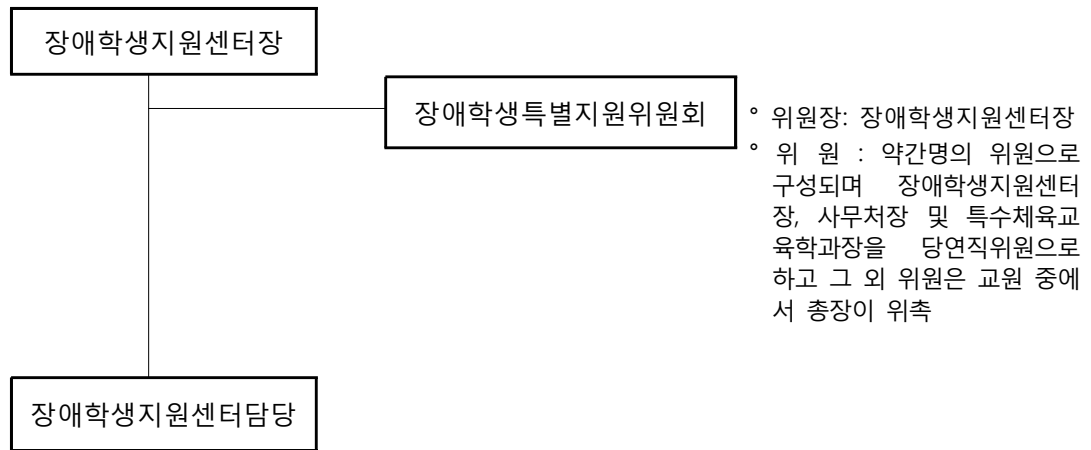 장애학생지원센터장
장애학생특별지원위원회
° 위원장: 장애학생지원센터장
° 위 원 : 약간명의 위원으로
구성되며 장애학생지원센터
장, 사무처장 및 특수체육교
육학과장을 당연직위원으로
하고 그 외 위원은 교원 중에
서 총장이 위촉
장애학생지원센터담당